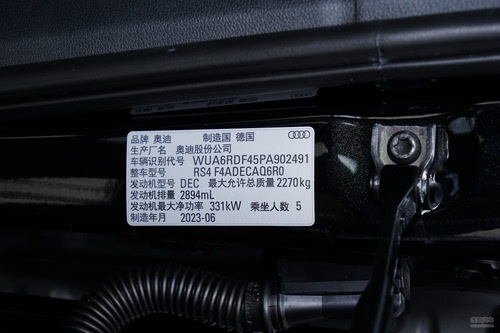 品牌 奥迪 制造国 德国
生产厂名 奥迪股份公司
车辆识别代号 WUA6RDF45PA902491
整车型号 RS4 F4ADECAQ6R0
发动机型号 DEC 最大允许总质量 2270kg
发动机排量 2894mL
发动机最大净功率 331kW 乘坐人数 5
制造年月 2023-06